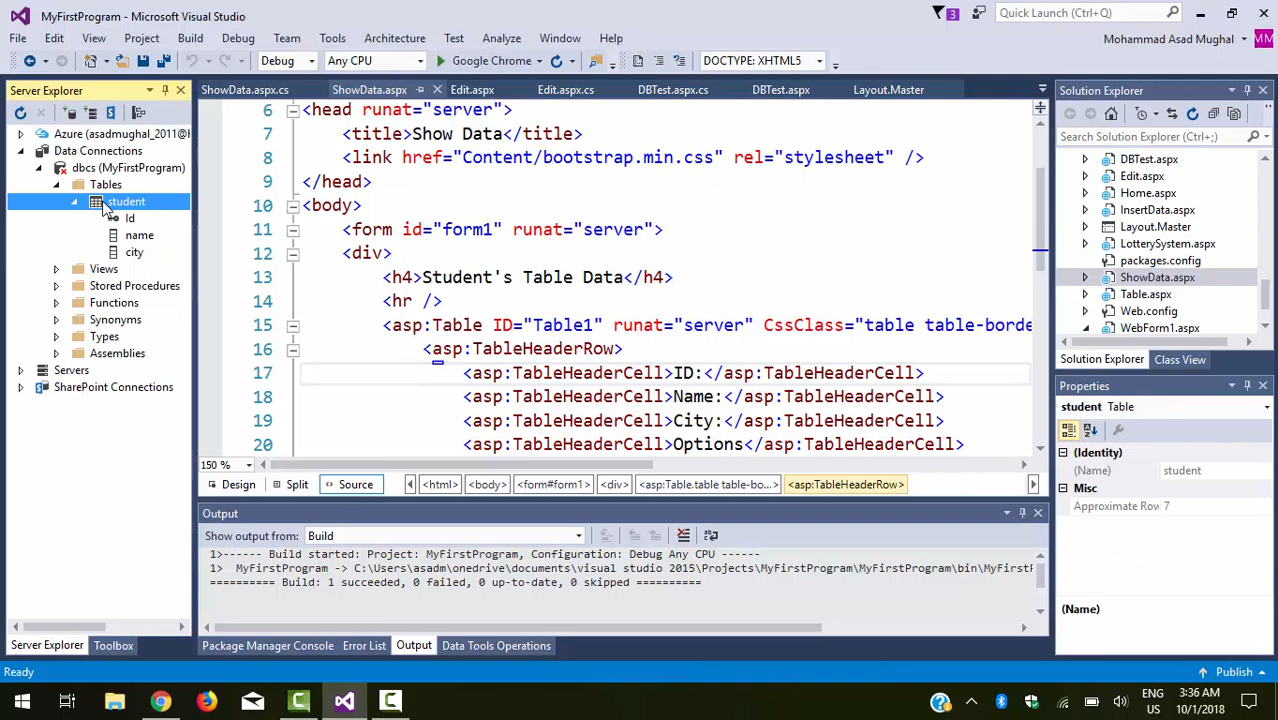 MyFirstProgram - Microsoft Visual Studio
3
Quick Launch (Ctrl+Q)
File Edit View Project Build Debug Team Tools Architecture Test Analyze Window Help
Mohammad Asad Mughal
MM
Debug Any CPU Google Chrome DOCTYPE: XHTML5
Server Explorer
Azure (asadmughal_2011@H
Data Connections
dbcs (MyFirstProgram)
Tables
student
Id
name
city
Views
Stored Procedures
Functions
Synonyms
Types
Assemblies
Servers
SharePoint Connections
Server Explorer Toolbox
ShowData.aspx.cs ShowData.aspx Edit.aspx Edit.aspx.cs DBTest.aspx.cs DBTest.aspx Layout.Master
6 <head runat="server">
7 <title>Show Data</title>
8 <link href="Content/bootstrap.min.css" rel="stylesheet" />
9 </head>
10 <body>
11 <form id="form1" runat="server">
12 <div>
13 <h4>Student's Table Data</h4>
14 <hr />
15 <asp:Table ID="Table1" runat="server" CssClass="table table-borde
16 <asp:TableHeaderRow>
17 <asp:TableHeaderCell>ID:</asp:TableHeaderCell>
18 <asp:TableHeaderCell>Name:</asp:TableHeaderCell>
19 <asp:TableHeaderCell>City:</asp:TableHeaderCell>
20 <asp:TableHeaderCell>Options</asp:TableHeaderCell>
150 %
Design Split Source <html> <body> <form#form1> <div> <asp:Table.table table-bo...> <asp:TableHeaderRow>
Output
Show output from: Build
1>------ Build started: Project: MyFirstProgram, Configuration: Debug Any CPU ------
1> MyFirstProgram -> C:\Users\asadm\onedrive\documents\visual studio 2015\Projects\MyFirstProgram\MyFirstProgram\bin\MyFirstP
========== Build: 1 succeeded, 0 failed, 0 up-to-date, 0 skipped ==========
Package Manager Console Error List Output Data Tools Operations
Solution Explorer
Search Solution Explorer (Ctrl+;)
DBTest.aspx
Edit.aspx
Home.aspx
InsertData.aspx
Layout.Master
LotterySystem.aspx
packages.config
ShowData.aspx
Table.aspx
Web.config
WebForm1.aspx
Solution Explorer Class View
Properties
student Table
(Identity)
(Name) student
Misc
Approximate Row 7
(Name)
Ready
Publish
ENG
US
3:36 AM
10/1/2018